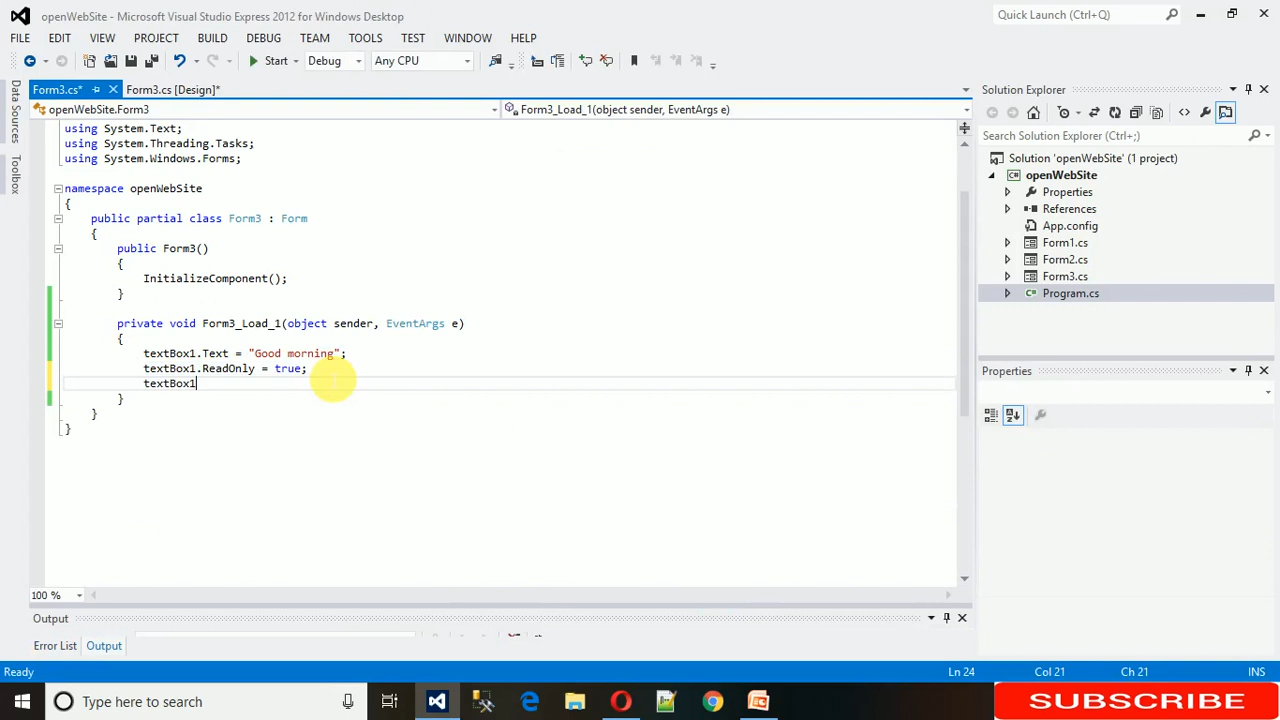 openWebSite - Microsoft Visual Studio Express 2012 for Windows Desktop
Quick Launch (Ctrl+Q)
FILE EDIT VIEW PROJECT BUILD DEBUG TEAM TOOLS TEST WINDOW HELP
Start Debug Any CPU
Data Sources
Toolbox
Form3.cs* Form3.cs [Design]*
openWebSite.Form3 Form3_Load_1(object sender, EventArgs e)
using System.Text;
using System.Threading.Tasks;
using System.Windows.Forms;
namespace openWebSite
{
public partial class Form3 : Form
{
public Form3()
{
InitializeComponent();
}
private void Form3_Load_1(object sender, EventArgs e)
{
textBox1.Text = "Good morning";
textBox1.ReadOnly = true;
textBox1
}
}
}
100 %
Output
Error List Output
Solution Explorer
Search Solution Explorer (Ctrl+;)
Solution 'openWebSite' (1 project)
openWebSite
Properties
References
App.config
Form1.cs
Form2.cs
Form3.cs
Program.cs
Properties
Ready Ln 24 Col 21 Ch 21 INS
Type here to search
SUBSCRIBE